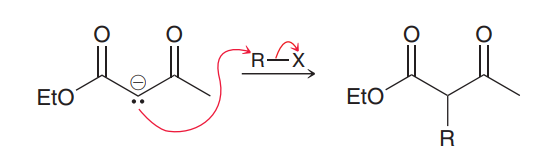 O O O O
⊖ R—X
EtO EtO
R